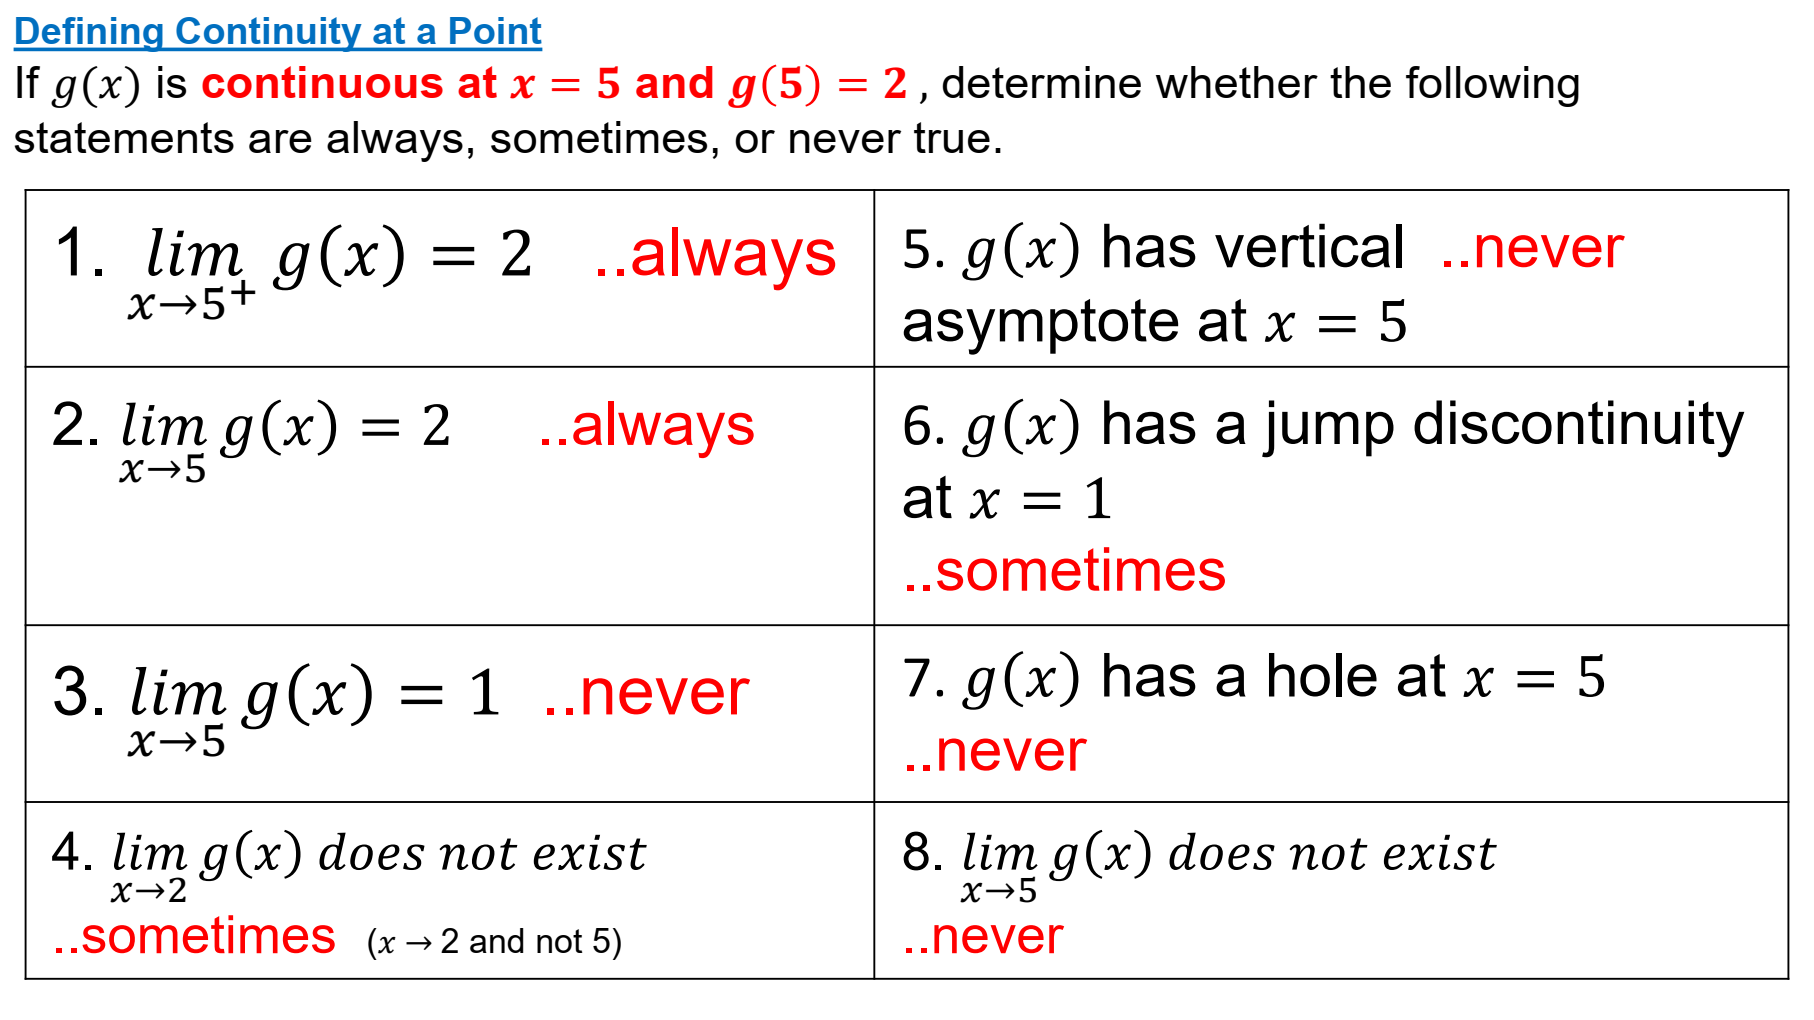 Defining Continuity at a Point
If g(x) is continuous at x = 5 and g(5) = 2 , determine whether the following
statements are always, sometimes, or never true.
1. lim g(x) = 2 ..always
x→5⁺
2. lim g(x) = 2 ..always
x→5
3. lim g(x) = 1 ..never
x→5
4. lim g(x) does not exist
x→2
..sometimes (x → 2 and not 5)
5. g(x) has vertical ..never
asymptote at x = 5
6. g(x) has a jump discontinuity
at x = 1
..sometimes
7. g(x) has a hole at x = 5
..never
8. lim g(x) does not exist
x→5
..never